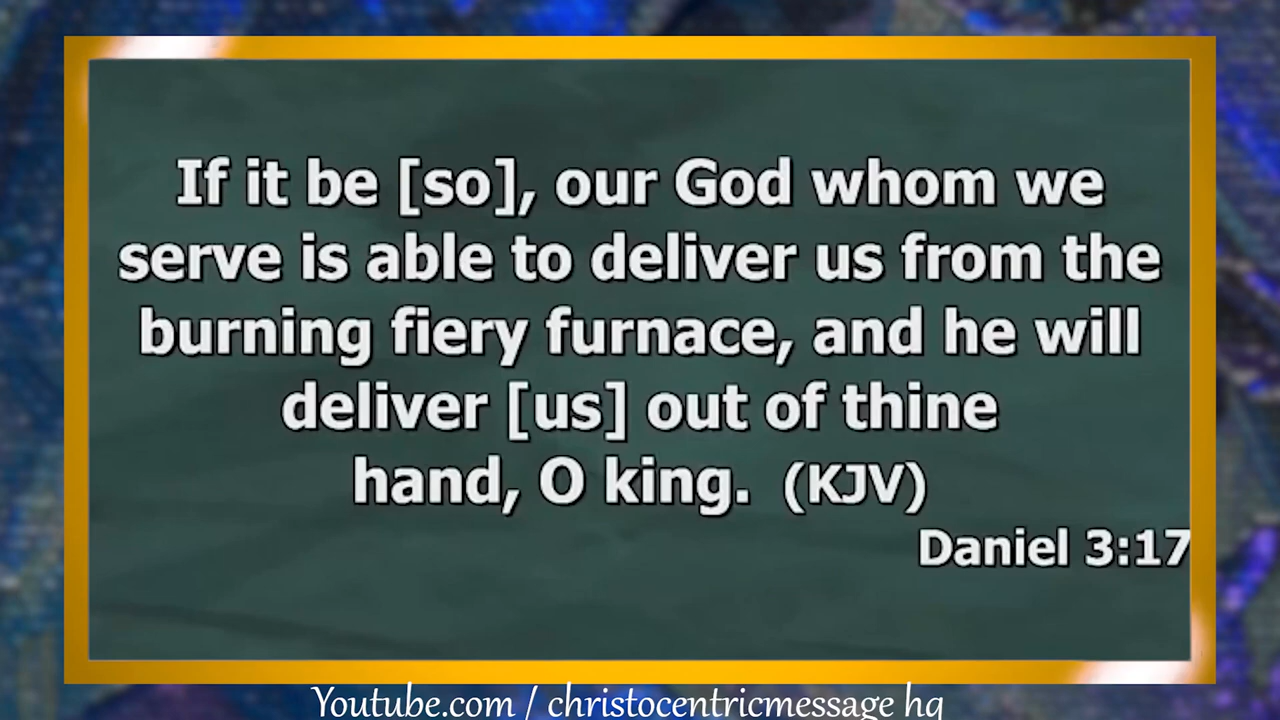 If it be [so], our God whom we
serve is able to deliver us from the
burning fiery furnace, and he will
deliver [us] out of thine
hand, O king. (KJV)
Daniel 3:17
Youtube.com / christocentricmessage hq